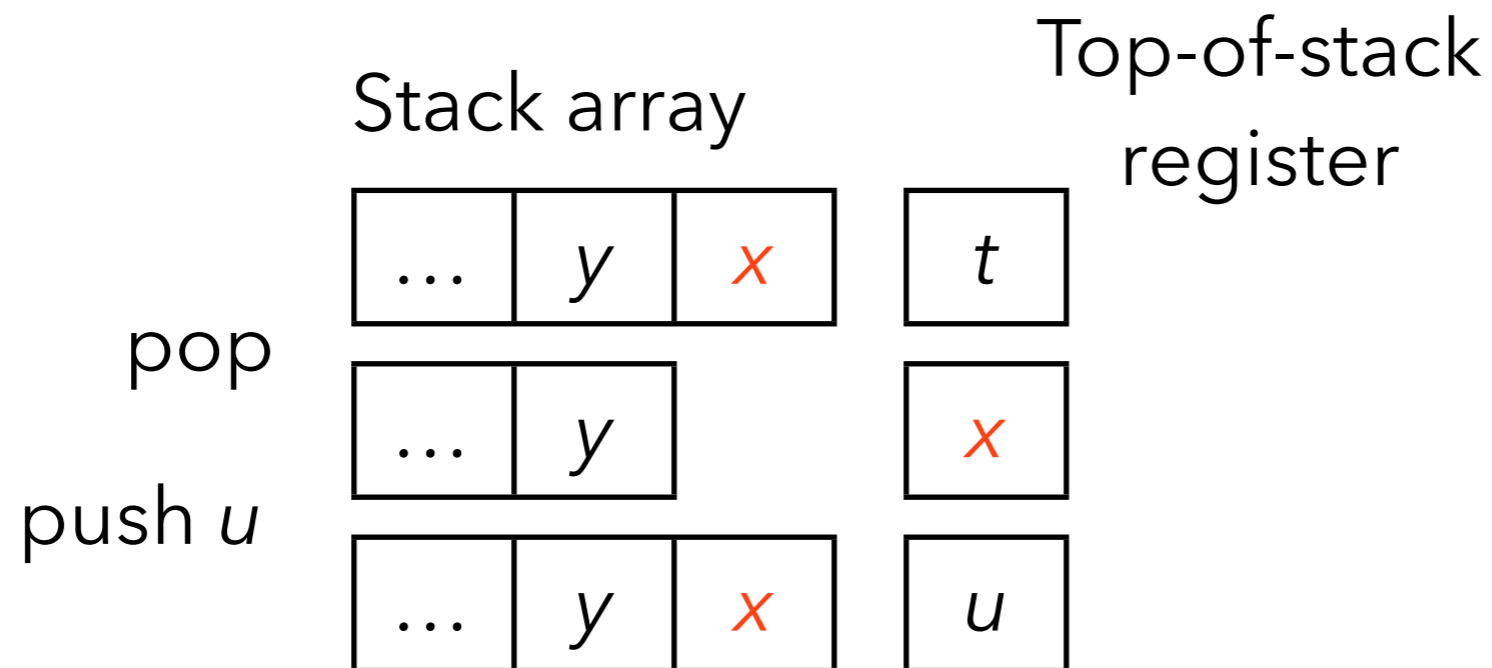 Top-of-stack
register
Stack array
… y x t
pop
… y x
push u
… y x u